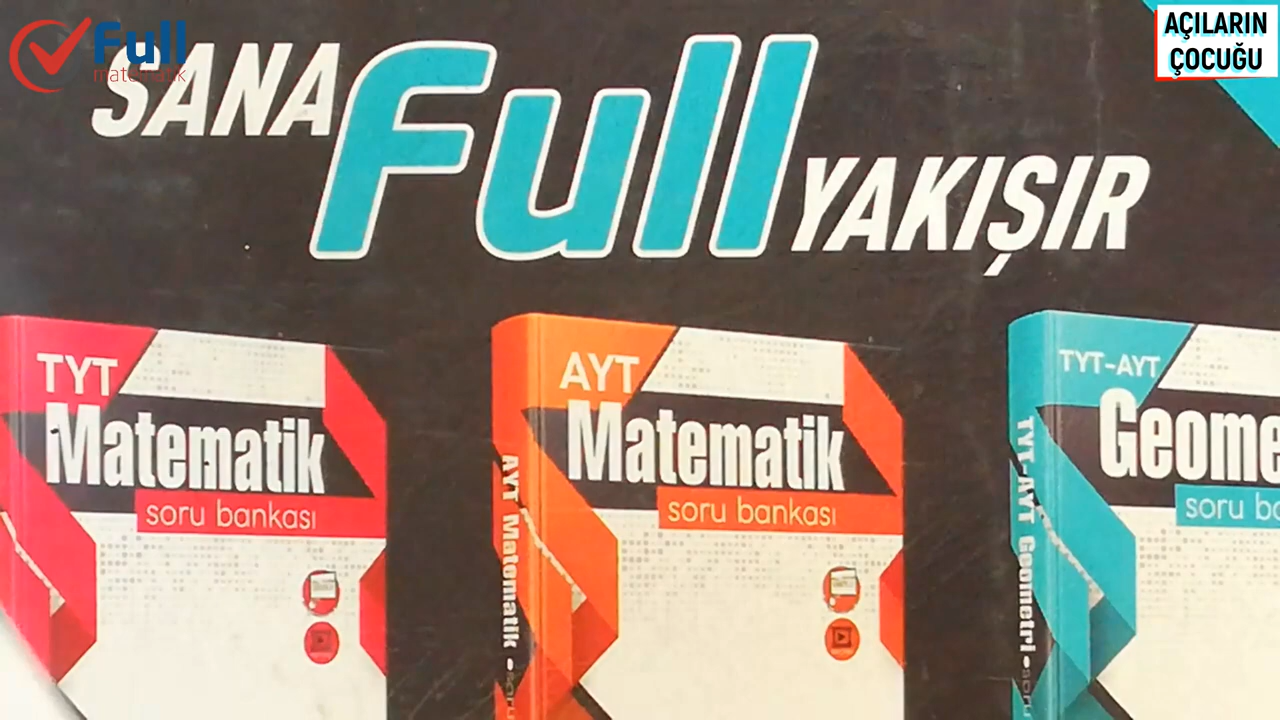 Full
matematik
AÇILARIN
ÇOCUĞU
SANA Full YAKIŞIR
TYT
Matematik
soru bankası
AYT
Matematik
soru bankası
AYT Matematik
TYT-AYT
Geome
soru ba
TYT-AYT Geometri